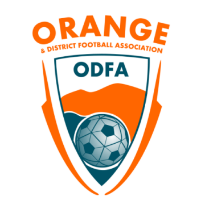 ORANGE
& DISTRICT FOOTBALL ASSOCIATION
ODFA